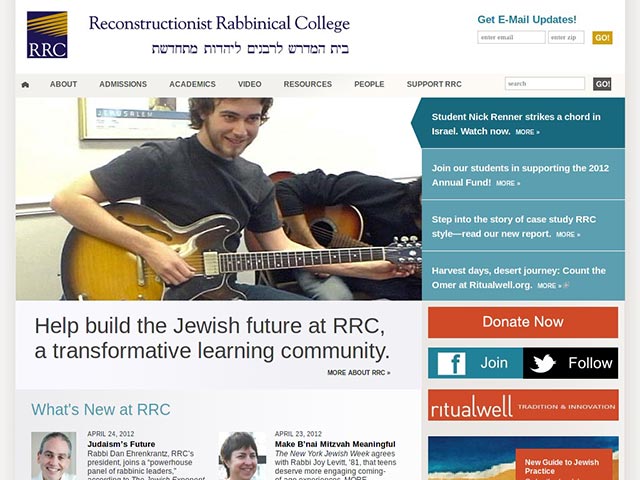 RRC
Reconstructionist Rabbinical College
בית המדרש לרבנים ליהדות מתחדשת
Get E-Mail Updates!
enter email
enter zip
GO!
ABOUT
ADMISSIONS
ACADEMICS
VIDEO
RESOURCES
PEOPLE
SUPPORT RRC
search
GO!
JERUSALEM
Student Nick Renner strikes a chord in
Israel. Watch now. MORE »
Join our students in supporting the 2012
Annual Fund! MORE »
Step into the story of case study RRC
style—read our new report. MORE »
Harvest days, desert journey: Count the
Omer at Ritualwell.org. MORE »
Help build the Jewish future at RRC,
a transformative learning community.
MORE ABOUT RRC »
Donate Now
f Join
Follow
ritualwell TRADITION & INNOVATION
What's New at RRC
APRIL 24, 2012
Judaism's Future
Rabbi Dan Ehrenkrantz, RRC's
president, joins a "powerhouse
panel of rabbinic leaders,"
according to The Jewish Exponent
APRIL 23, 2012
Make B'nai Mitzvah Meaningful
The New York Jewish Week agrees
with Rabbi Joy Levitt, '81, that teens
deserve more engaging coming-
of-age experiences. MORE
New Guide to Jewish
Practice